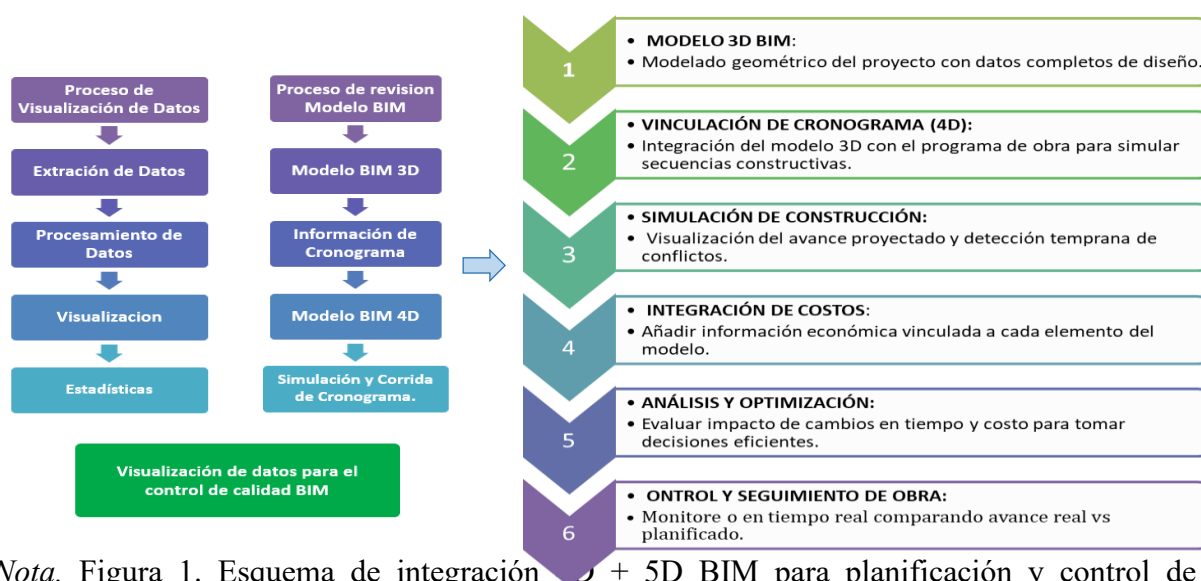 Proceso de
Visualización de Datos
Extracción de Datos
Procesamiento de
Datos
Visualizacion
Estadísticas
Proceso de revision
Modelo BIM
Modelo BIM 3D
Información de
Cronograma
Modelo BIM 4D
Simulación y Corrida
de Cronograma.
Visualización de datos para el
control de calidad BIM
1
• MODELO 3D BIM:
• Modelado geométrico del proyecto con datos completos de diseño.
2
• VINCULACIÓN DE CRONOGRAMA (4D):
• Integración del modelo 3D con el programa de obra para simular
secuencias constructivas.
3
• SIMULACIÓN DE CONSTRUCCIÓN:
• Visualización del avance proyectado y detección temprana de
conflictos.
4
• INTEGRACIÓN DE COSTOS:
• Añadir información económica vinculada a cada elemento del
modelo.
5
• ANÁLISIS Y OPTIMIZACIÓN:
• Evaluar impacto de cambios en tiempo y costo para tomar
decisiones eficientes.
6
• ONTROL Y SEGUIMIENTO DE OBRA:
• Monitore o en tiempo real comparando avance real vs
planificado.
Nota, Figura 1. Esquema de integración + 5D BIM para planificación y control de